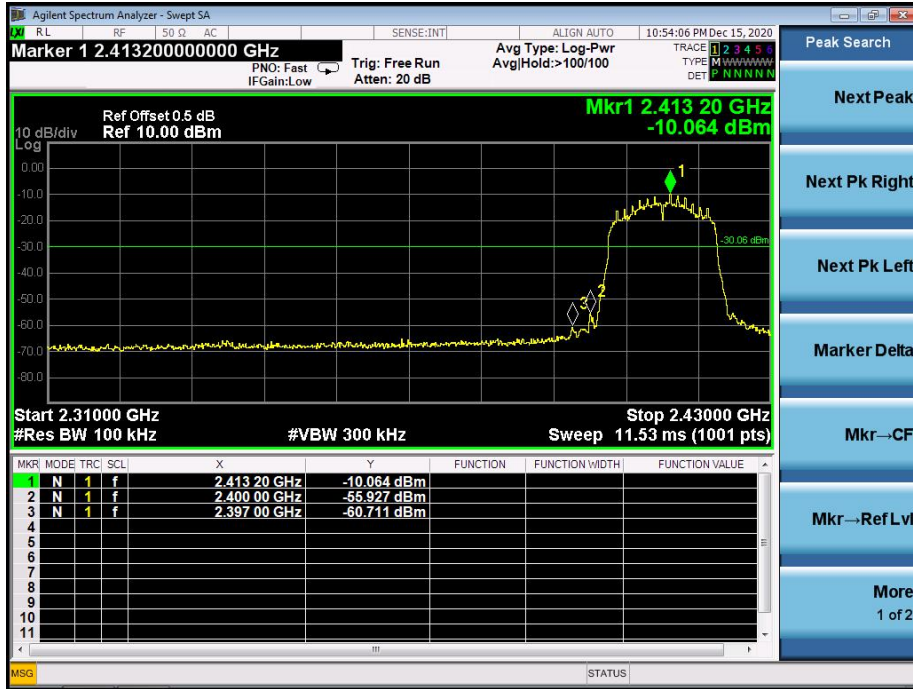 Agilent Spectrum Analyzer - Swept SA
LXI RL RF 50 Ω AC SENSE:INT ALIGN AUTO 10:54:06 PM Dec 15, 2020
Marker 1 2.413200000000 GHz
PNO: Fast
IFGain:Low
Trig: Free Run
Atten: 20 dB
Avg Type: Log-Pwr
Avg|Hold:>100/100
TRACE 1 2 3 4 5 6
TYPE M WWWWW
DET P N N N N N
Peak Search
Next Peak
Next Pk Right
Next Pk Left
Marker Delta
Mkr→CF
Mkr→Ref Lvl
More
1 of 2
Ref Offset 0.5 dB
10 dB/div Ref 10.00 dBm
Log
Mkr1 2.413 20 GHz
-10.064 dBm
0.00
-10.0
-20.0
-30.0
-40.0
-50.0
-60.0
-70.0
-80.0
1
-30.06 dBm
2
3
Start 2.31000 GHz Stop 2.43000 GHz
#Res BW 100 kHz #VBW 300 kHz Sweep 11.53 ms (1001 pts)
MKR MODE TRC SCL X Y FUNCTION FUNCTION WIDTH FUNCTION VALUE
1 N 1 f 2.413 20 GHz -10.064 dBm
2 N 1 f 2.400 00 GHz -55.927 dBm
3 N 1 f 2.397 00 GHz -60.711 dBm
4
5
6
7
8
9
10
11
MSG STATUS